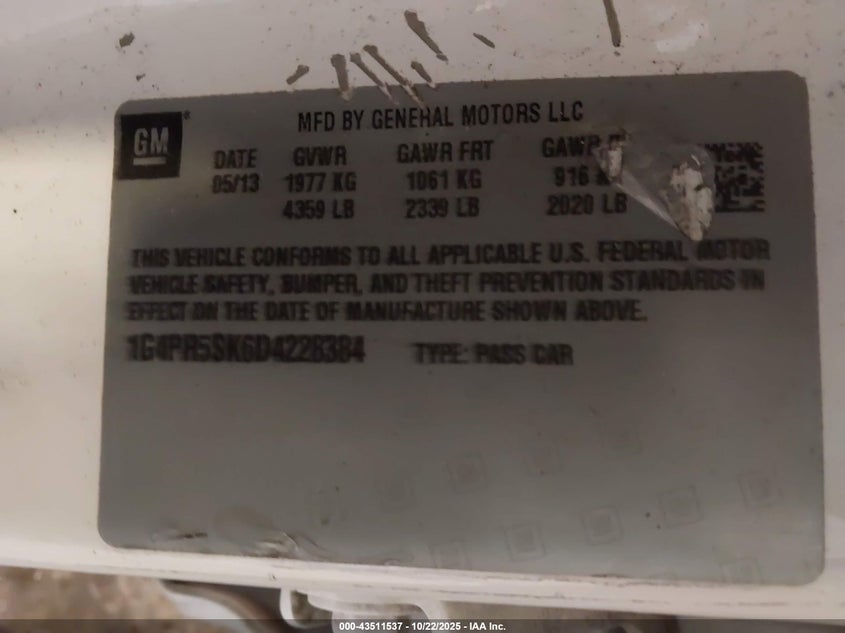 GM
MFD BY GENERAL MOTORS LLC
DATE GVWR GAWR FRT GAWR
05/13 1977 KG 1061 KG 916
4359 LB 2339 LB 2020 LB
THIS VEHICLE CONFORMS TO ALL APPLICABLE U.S. FEDERAL MOTOR
VEHICLE SAFETY, BUMPER, AND THEFT PREVENTION STANDARDS IN
EFFECT ON THE DATE OF MANUFACTURE SHOWN ABOVE.
1G4PR5SK6D4228384 TYPE: PASS CAR
000-43511537 - 10/22/2025 - IAA Inc.